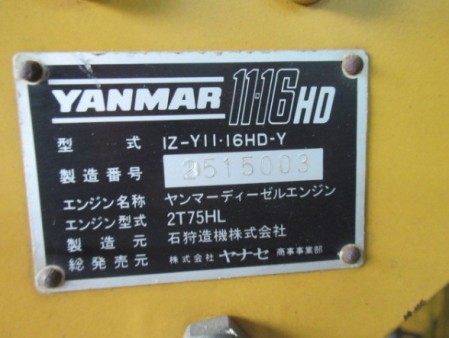 YANMAR 11・16HD
型式 IZ-Y11・16HD-Y
製造番号 3515003
エンジン名称 ヤンマーディーゼルエンジン
エンジン型式 2T75HL
製造元 石狩造機株式会社
総発売元 株式会社 ヤナセ 商事事業部